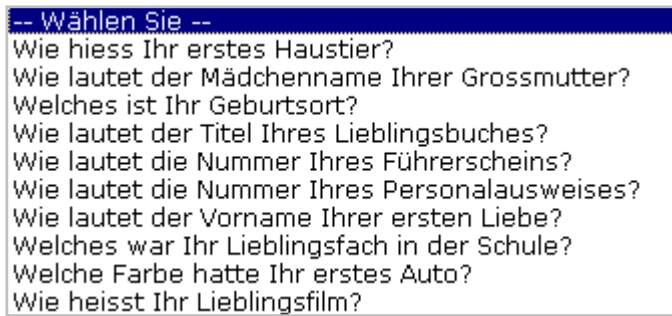 -- Wählen Sie --
Wie hiess Ihr erstes Haustier?
Wie lautet der Mädchenname Ihrer Grossmutter?
Welches ist Ihr Geburtsort?
Wie lautet der Titel Ihres Lieblingsbuches?
Wie lautet die Nummer Ihres Führerscheins?
Wie lautet die Nummer Ihres Personalausweises?
Wie lautet der Vorname Ihrer ersten Liebe?
Welches war Ihr Lieblingsfach in der Schule?
Welche Farbe hatte Ihr erstes Auto?
Wie heisst Ihr Lieblingsfilm?